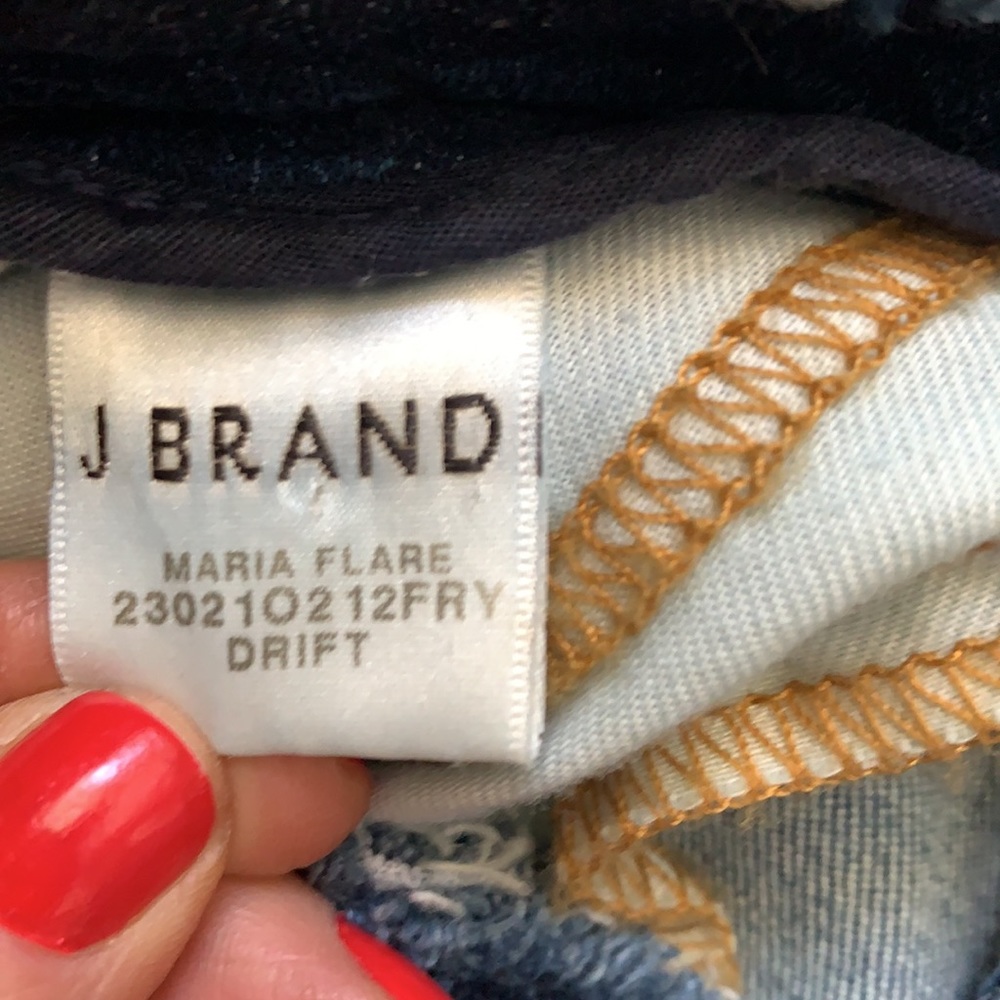 J BRAND
MARIA FLARE
23021O212FRY
DRIFT